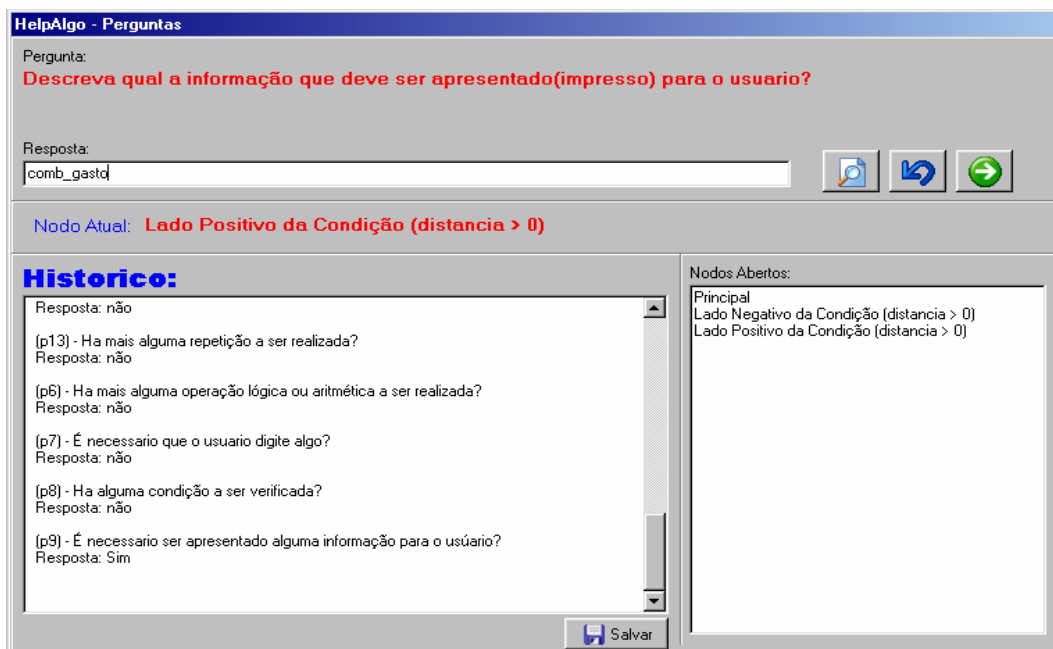 HelpAlgo - Perguntas
Pergunta:
Descreva qual a informação que deve ser apresentado(impresso) para o usuario?
Resposta:
comb_gasto
Nodo Atual: Lado Positivo da Condição (distancia > 0)
Historico:
Resposta: não
(p13) - Ha mais alguma repetição a ser realizada?
Resposta: não
(p6) - Ha mais alguma operação lógica ou aritmética a ser realizada?
Resposta: não
(p7) - É necessario que o usuario digite algo?
Resposta: não
(p8) - Ha alguma condição a ser verificada?
Resposta: não
(p9) - É necessario ser apresentado alguma informação para o usúario?
Resposta: Sim
Salvar
Nodos Abertos:
Principal
Lado Negativo da Condição (distancia > 0)
Lado Positivo da Condição (distancia > 0)